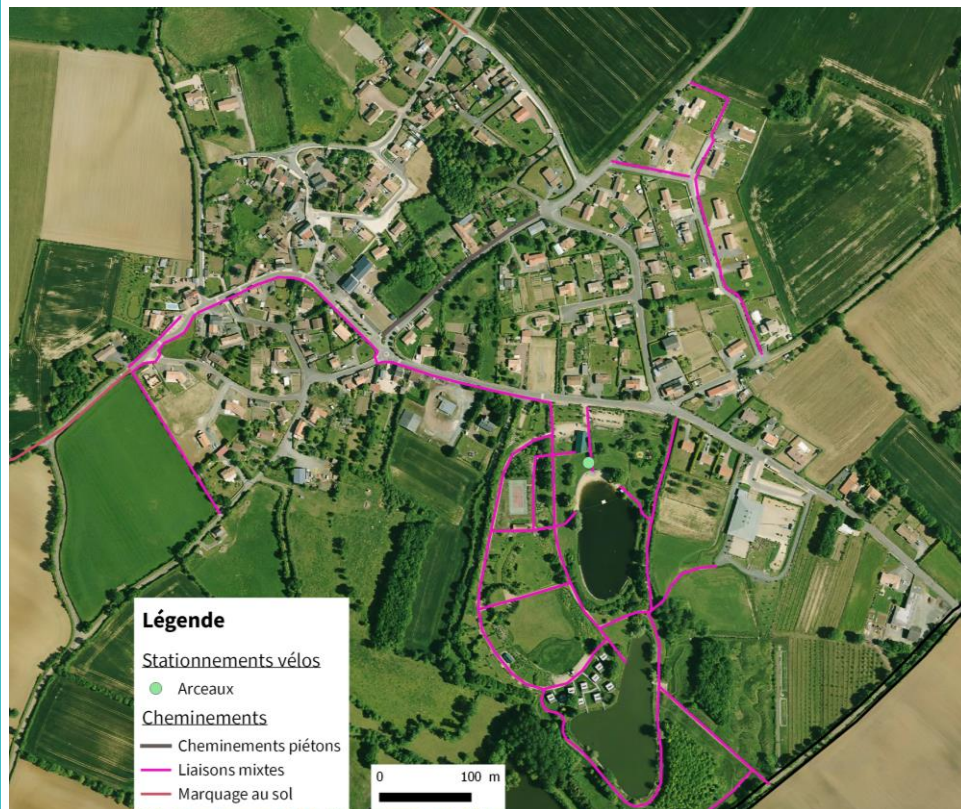 Légende
Stationnements vélos
Arceaux
Cheminements
Cheminements piétons
Liaisons mixtes
Marquage au sol
0 100 m